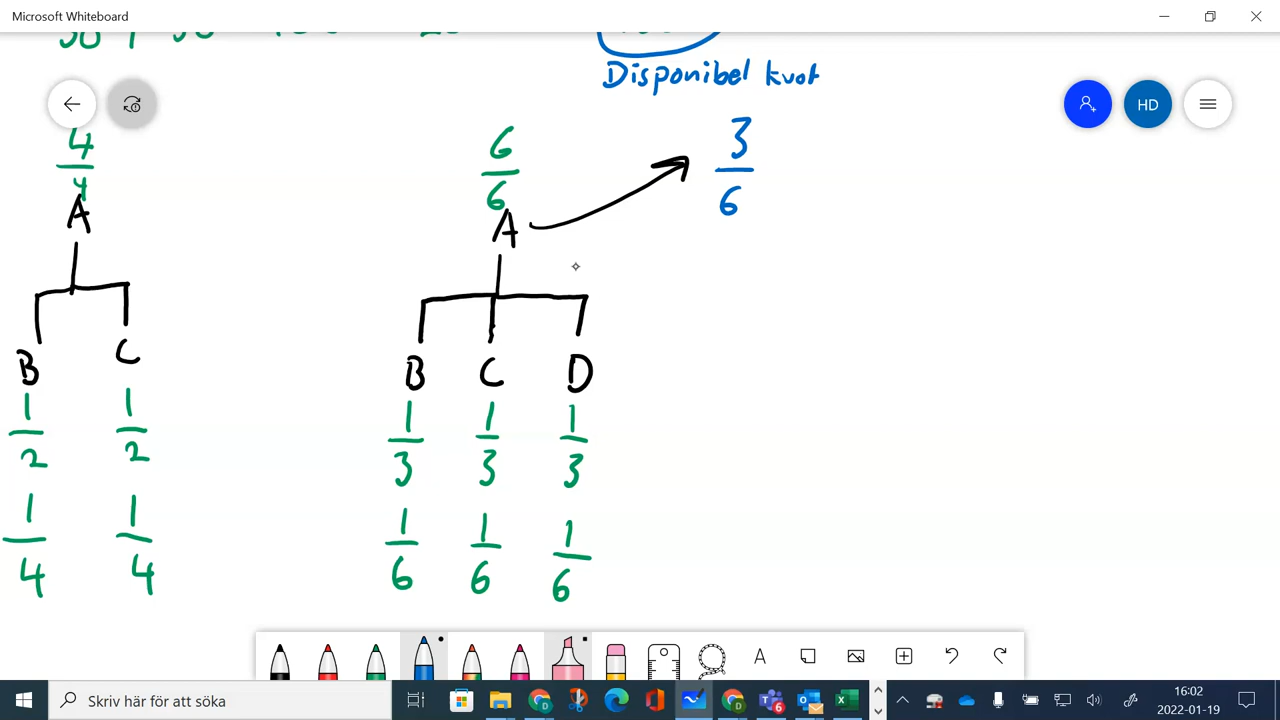 Microsoft Whiteboard
Disponibel kvot
HD
4/4
A
B C
1/2 1/2
1/4 1/4
6/6
A
3/6
B C D
1/3 1/3 1/3
1/6 1/6 1/6
A
Skriv här för att söka
16:02
2022-01-19